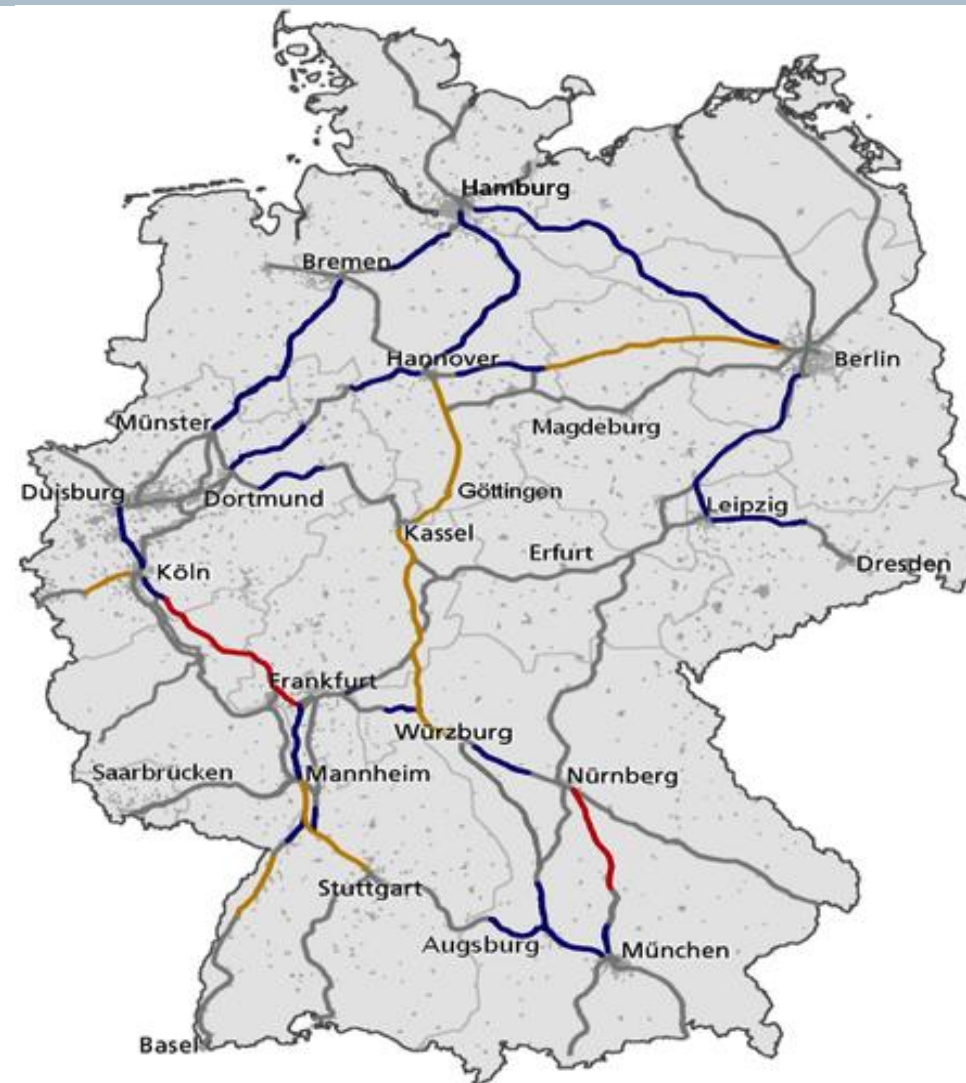 Hamburg
Bremen
Hannover
Berlin
Münster
Magdeburg
Duisburg
Dortmund
Göttingen
Leipzig
Kassel
Erfurt
Dresden
Köln
Frankfurt
Würzburg
Saarbrücken
Mannheim
Nürnberg
Stuttgart
Augsburg
München
Basel